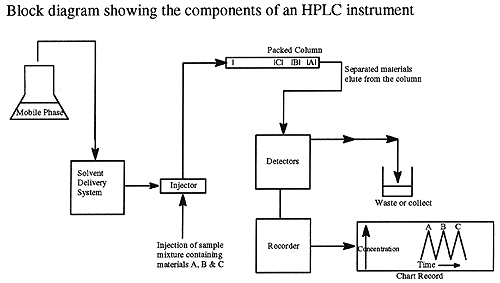 Block diagram showing the components of an HPLC instrument
Packed Column
|C| |B| |A|
Separated materials
elute from the column
Mobile Phase
Solvent
Delivery
System
Injector
Detectors
Waste or collect
Injection of sample
mixture containing
materials A, B & C
Recorder
A B C
Concentration
Time
Chart Record